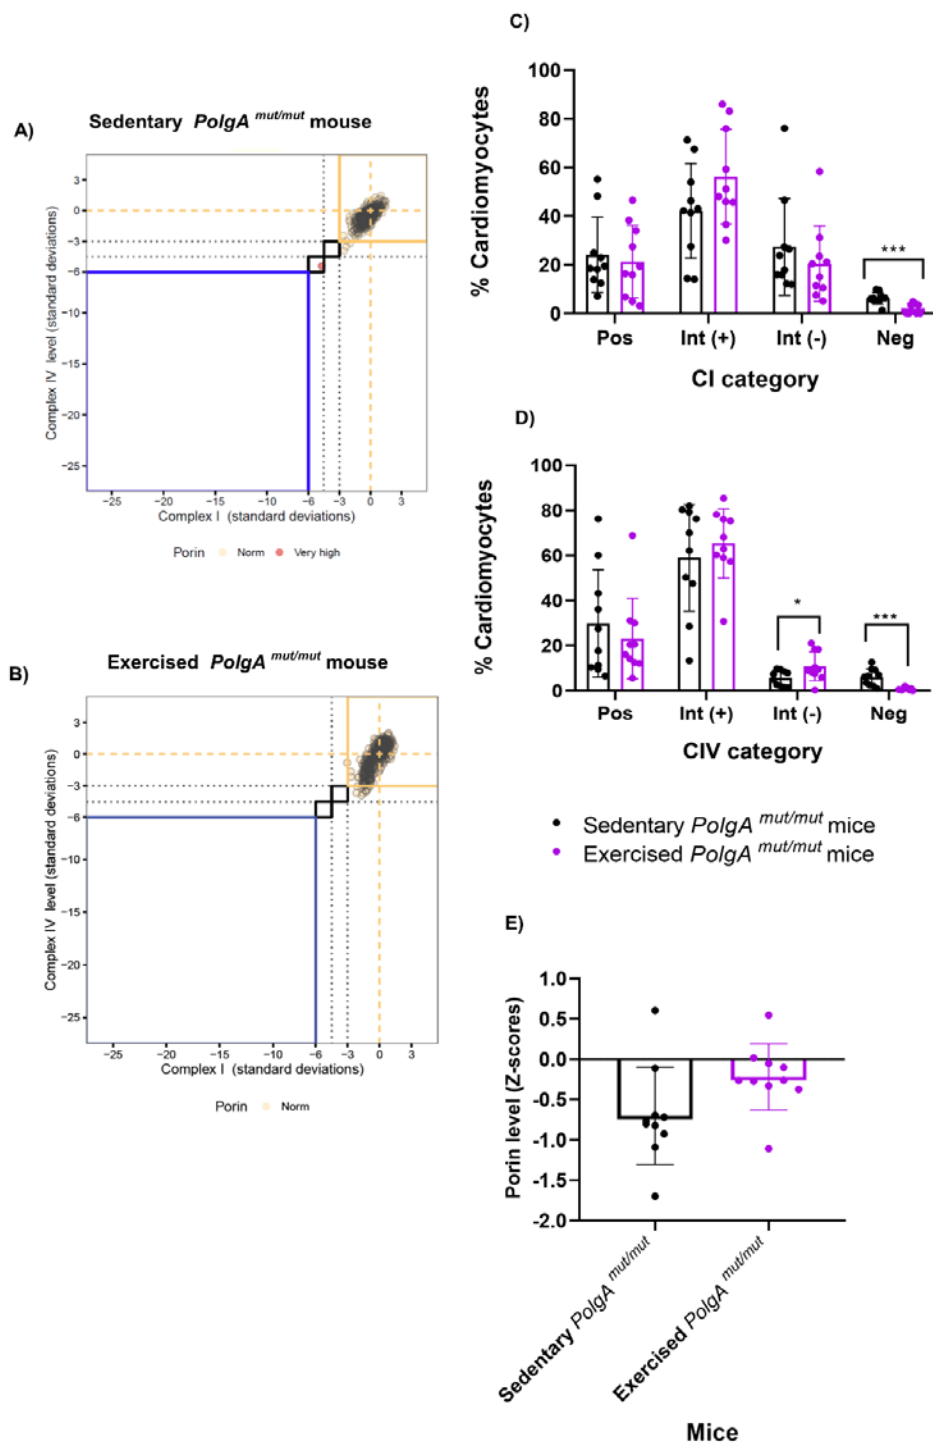 A)
Sedentary PolgA mut/mut mouse
Complex IV level (standard deviations)
3
0
−3
−6
−10
−15
−20
−25
−25
−20
−15
−10
−6
−3
0
3
Complex I (standard deviations)
Porin Norm Very high
B)
Exercised PolgA mut/mut mouse
Complex IV level (standard deviations)
3
0
−3
−6
−10
−15
−20
−25
−25
−20
−15
−10
−6
−3
0
3
Complex I (standard deviations)
Porin Norm
C)
% Cardiomyocytes
100
80
60
40
20
0
***
Pos
Int (+)
Int (-)
Neg
CI category
D)
% Cardiomyocytes
100
80
60
40
20
0
*
***
Pos
Int (+)
Int (-)
Neg
CIV category
Sedentary PolgA mut/mut mice
Exercised PolgA mut/mut mice
E)
Porin level (Z-scores)
1.0
0.5
0.0
-0.5
-1.0
-1.5
-2.0
Sedentary PolgA mut/mut
Exercised PolgA mut/mut
Mice